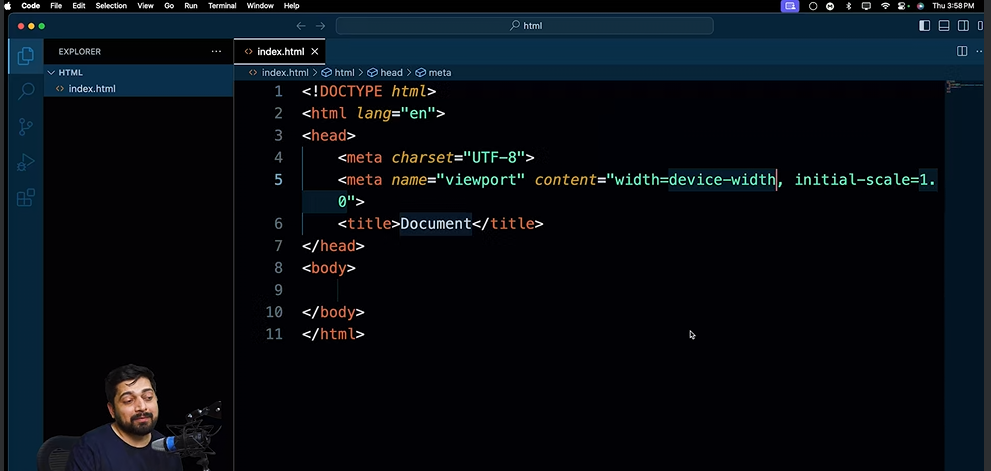 Code File Edit Selection View Go Run Terminal Window Help Thu 3:58 PM
html
EXPLORER ...
index.html
HTML
index.html > html > head > meta
index.html
1 <!DOCTYPE html>
2 <html lang="en">
3 <head>
4 <meta charset="UTF-8">
5 <meta name="viewport" content="width=device-width, initial-scale=1.
0">
6 <title>Document</title>
7 </head>
8 <body>
9
10 </body>
11 </html>